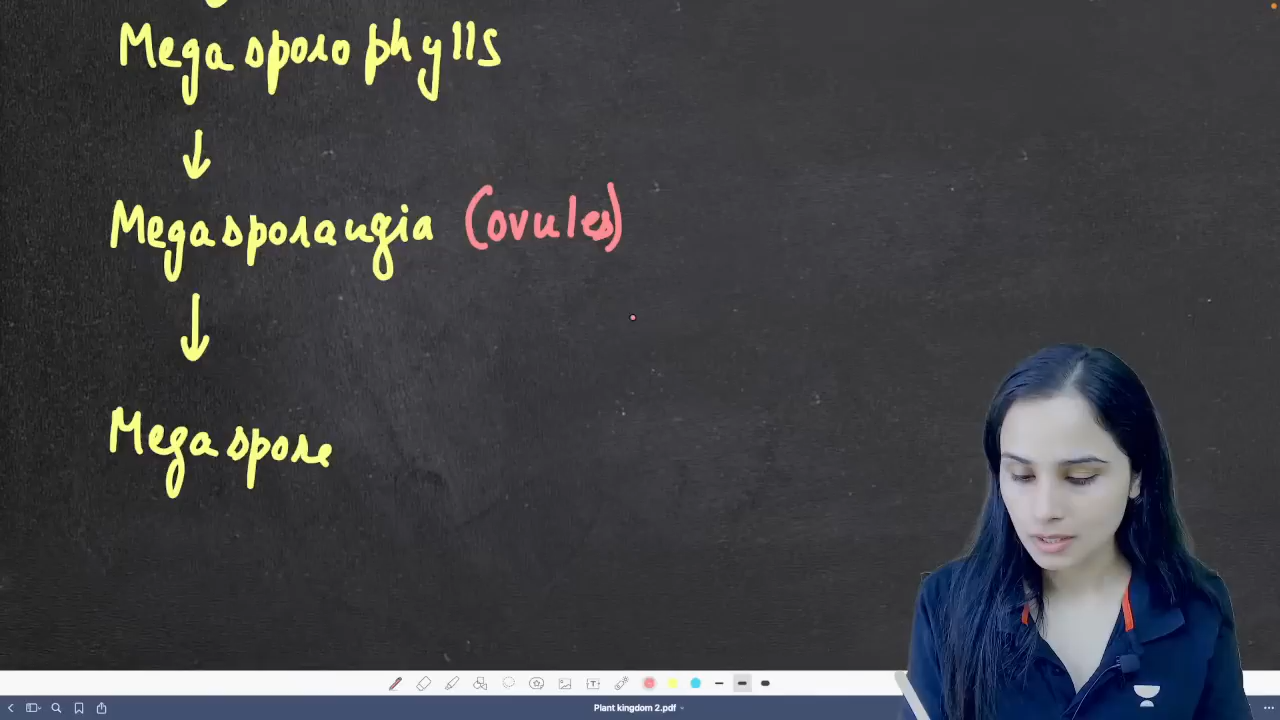 Megasporophylls
↓
Megasporangia (ovules)
↓
Megaspore
Plant kingdom 2.pdf